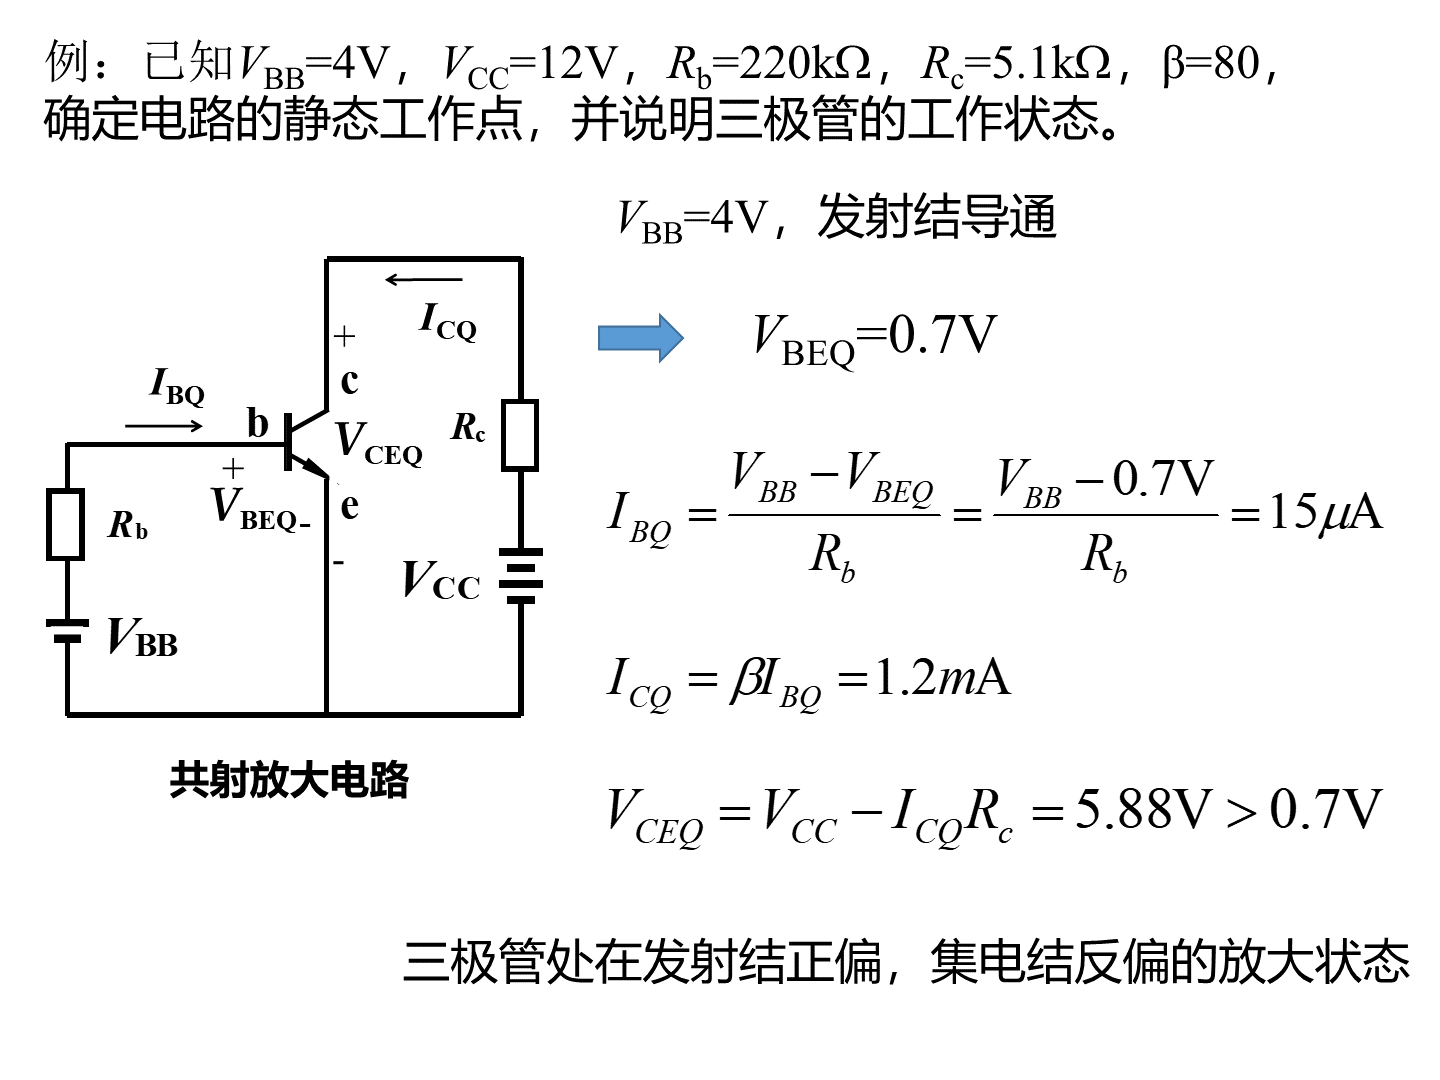 例：已知VBB=4V，VCC=12V，Rb=220kΩ，Rc=5.1kΩ，β=80，
确定电路的静态工作点，并说明三极管的工作状态。
VBB=4V，发射结导通
VBEQ=0.7V
ICQ
+
c
IBQ
b
VCEQ
Rc
+
VBEQ-
e
Rb
-
VCC
VBB
共射放大电路
IBQ = (VBB − VBEQ)/Rb = (VBB − 0.7V)/Rb = 15μA
ICQ = βIBQ = 1.2mA
VCEQ = VCC − ICQRc = 5.88V > 0.7V
三极管处在发射结正偏，集电结反偏的放大状态